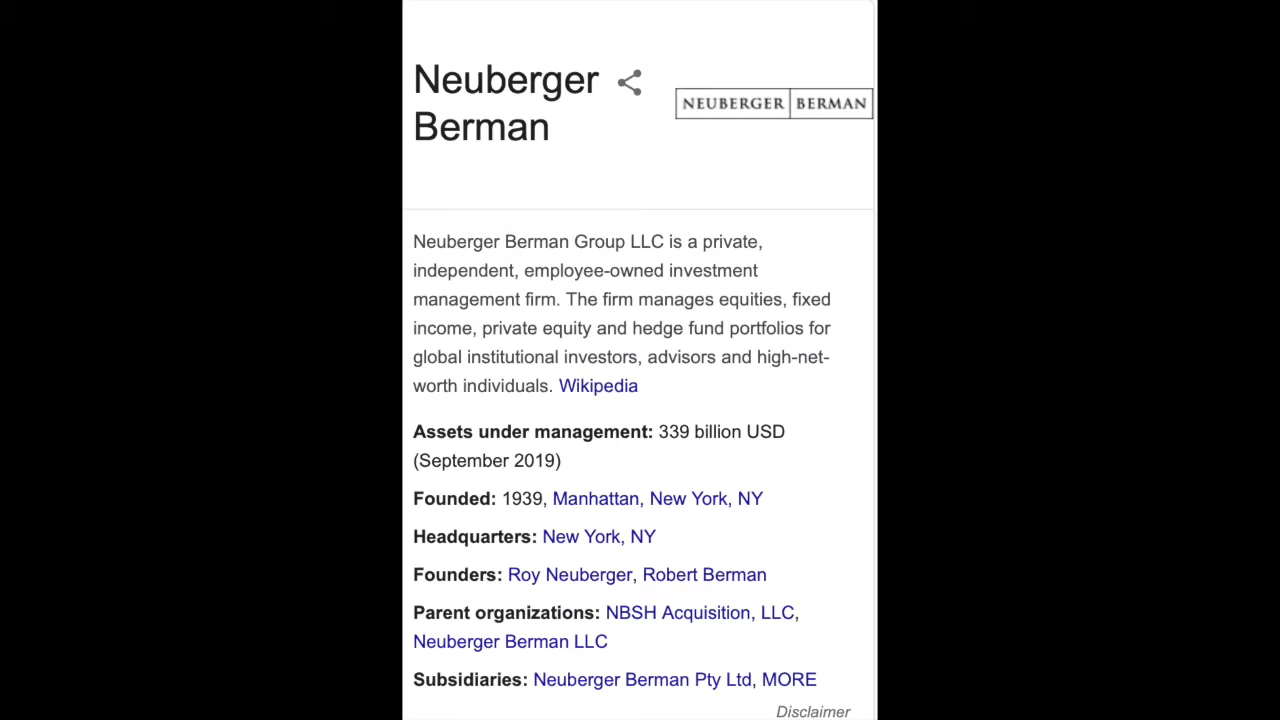 Neuberger
Berman
NEUBERGER BERMAN
Neuberger Berman Group LLC is a private,
independent, employee-owned investment
management firm. The firm manages equities, fixed
income, private equity and hedge fund portfolios for
global institutional investors, advisors and high-net-
worth individuals. Wikipedia
Assets under management: 339 billion USD
(September 2019)
Founded: 1939, Manhattan, New York, NY
Headquarters: New York, NY
Founders: Roy Neuberger, Robert Berman
Parent organizations: NBSH Acquisition, LLC,
Neuberger Berman LLC
Subsidiaries: Neuberger Berman Pty Ltd, MORE
Disclaimer